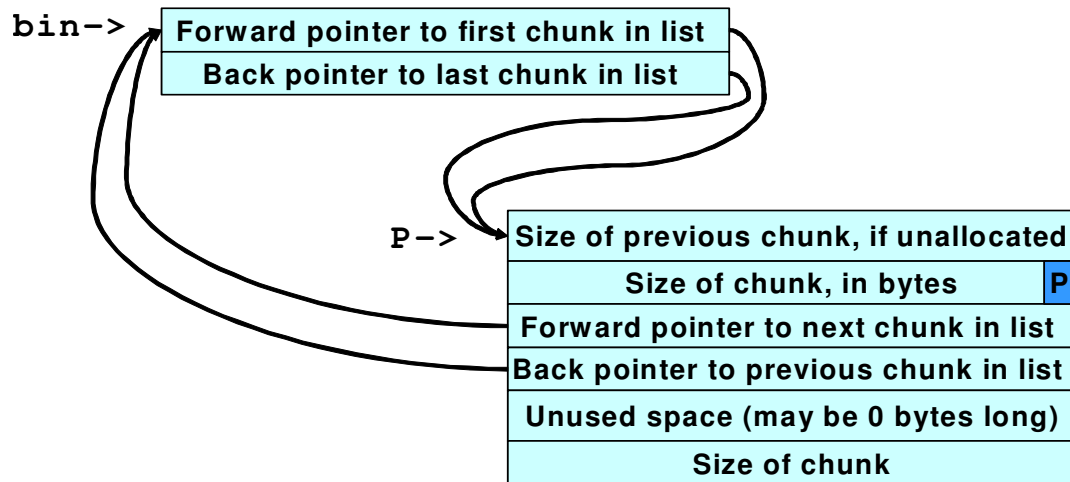 bin->
Forward pointer to first chunk in list
Back pointer to last chunk in list
P->
Size of previous chunk, if unallocated
Size of chunk, in bytes P
Forward pointer to next chunk in list
Back pointer to previous chunk in list
Unused space (may be 0 bytes long)
Size of chunk